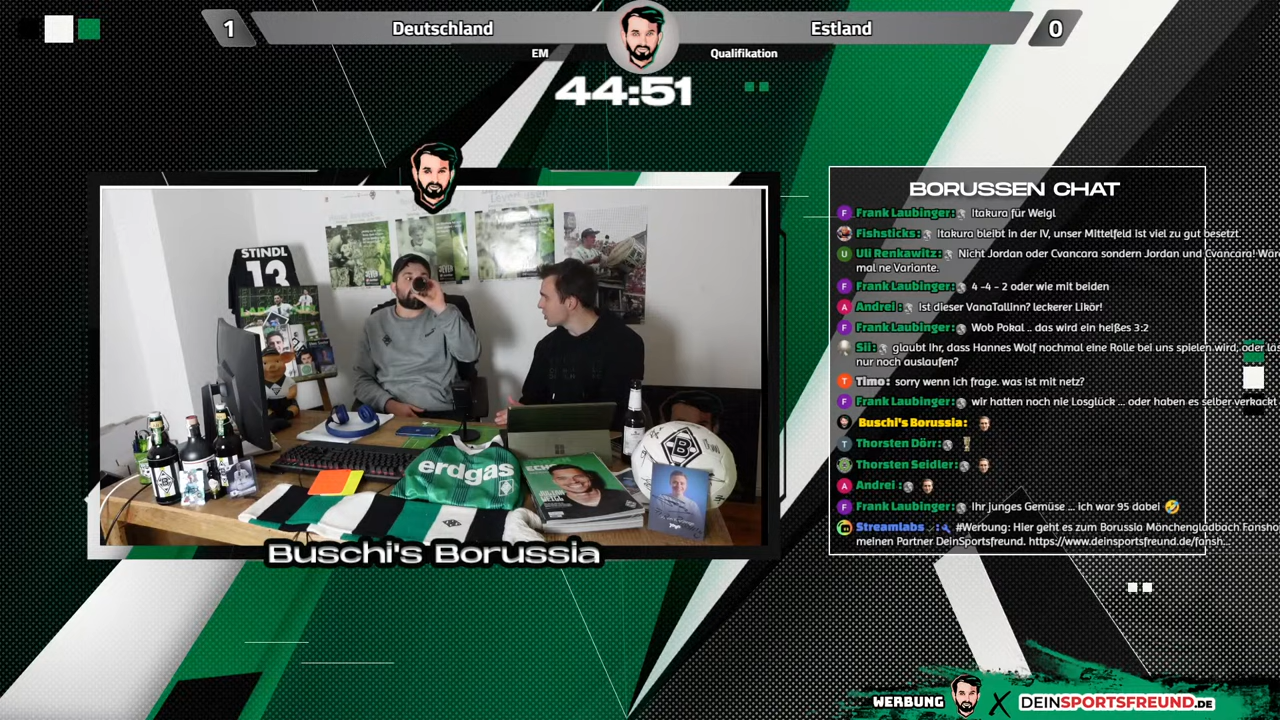 1
Deutschland
Estland
0
EM
Qualifikation
44:51
BORUSSEN CHAT
F Frank Laubinger: Itakura für Weigl
Fishsticks: Itakura bleibt in der IV, unser Mittelfeld ist viel zu gut besetz
U Uli Renkawitz: Nicht Jordan oder Cvancara sondern Jordan und Cvancara! War
mal ne Variante.
F Frank Laubinger: 4 -4 - 2 oder wie mit beiden
A Andrei: ist dieser VanaTallinn? leckerer Likör!
F Frank Laubinger: Wob Pokal .. das wird ein heißes 3:2
Sii: glaubt Ihr, dass Hannes Wolf nochmal eine Rolle bei uns spielen wird, oder läs
nur noch auslaufen?
T Timo: sorry wenn ich frage. was ist mit netz?
F Frank Laubinger: wir hatten noch nie Losglück ... oder haben es selber verkackt
Buschi's Borussia:
T Thorsten Dörr:
Thorsten Seidler:
A Andrei:
F Frank Laubinger: Ihr junges Gemüse ... ich war 95 dabei 🤣
Streamlabs: #Werbung: Hier geht es zum Borussia Mönchengladbach Fansh
meinen Partner DeinSportsfreund. https://www.deinsportsfreund.de/fansh...
STINDL
13
erdgas
ECHO
B
Buschi's Borussia
WERBUNG X DEINSPORTSFREUND.DE